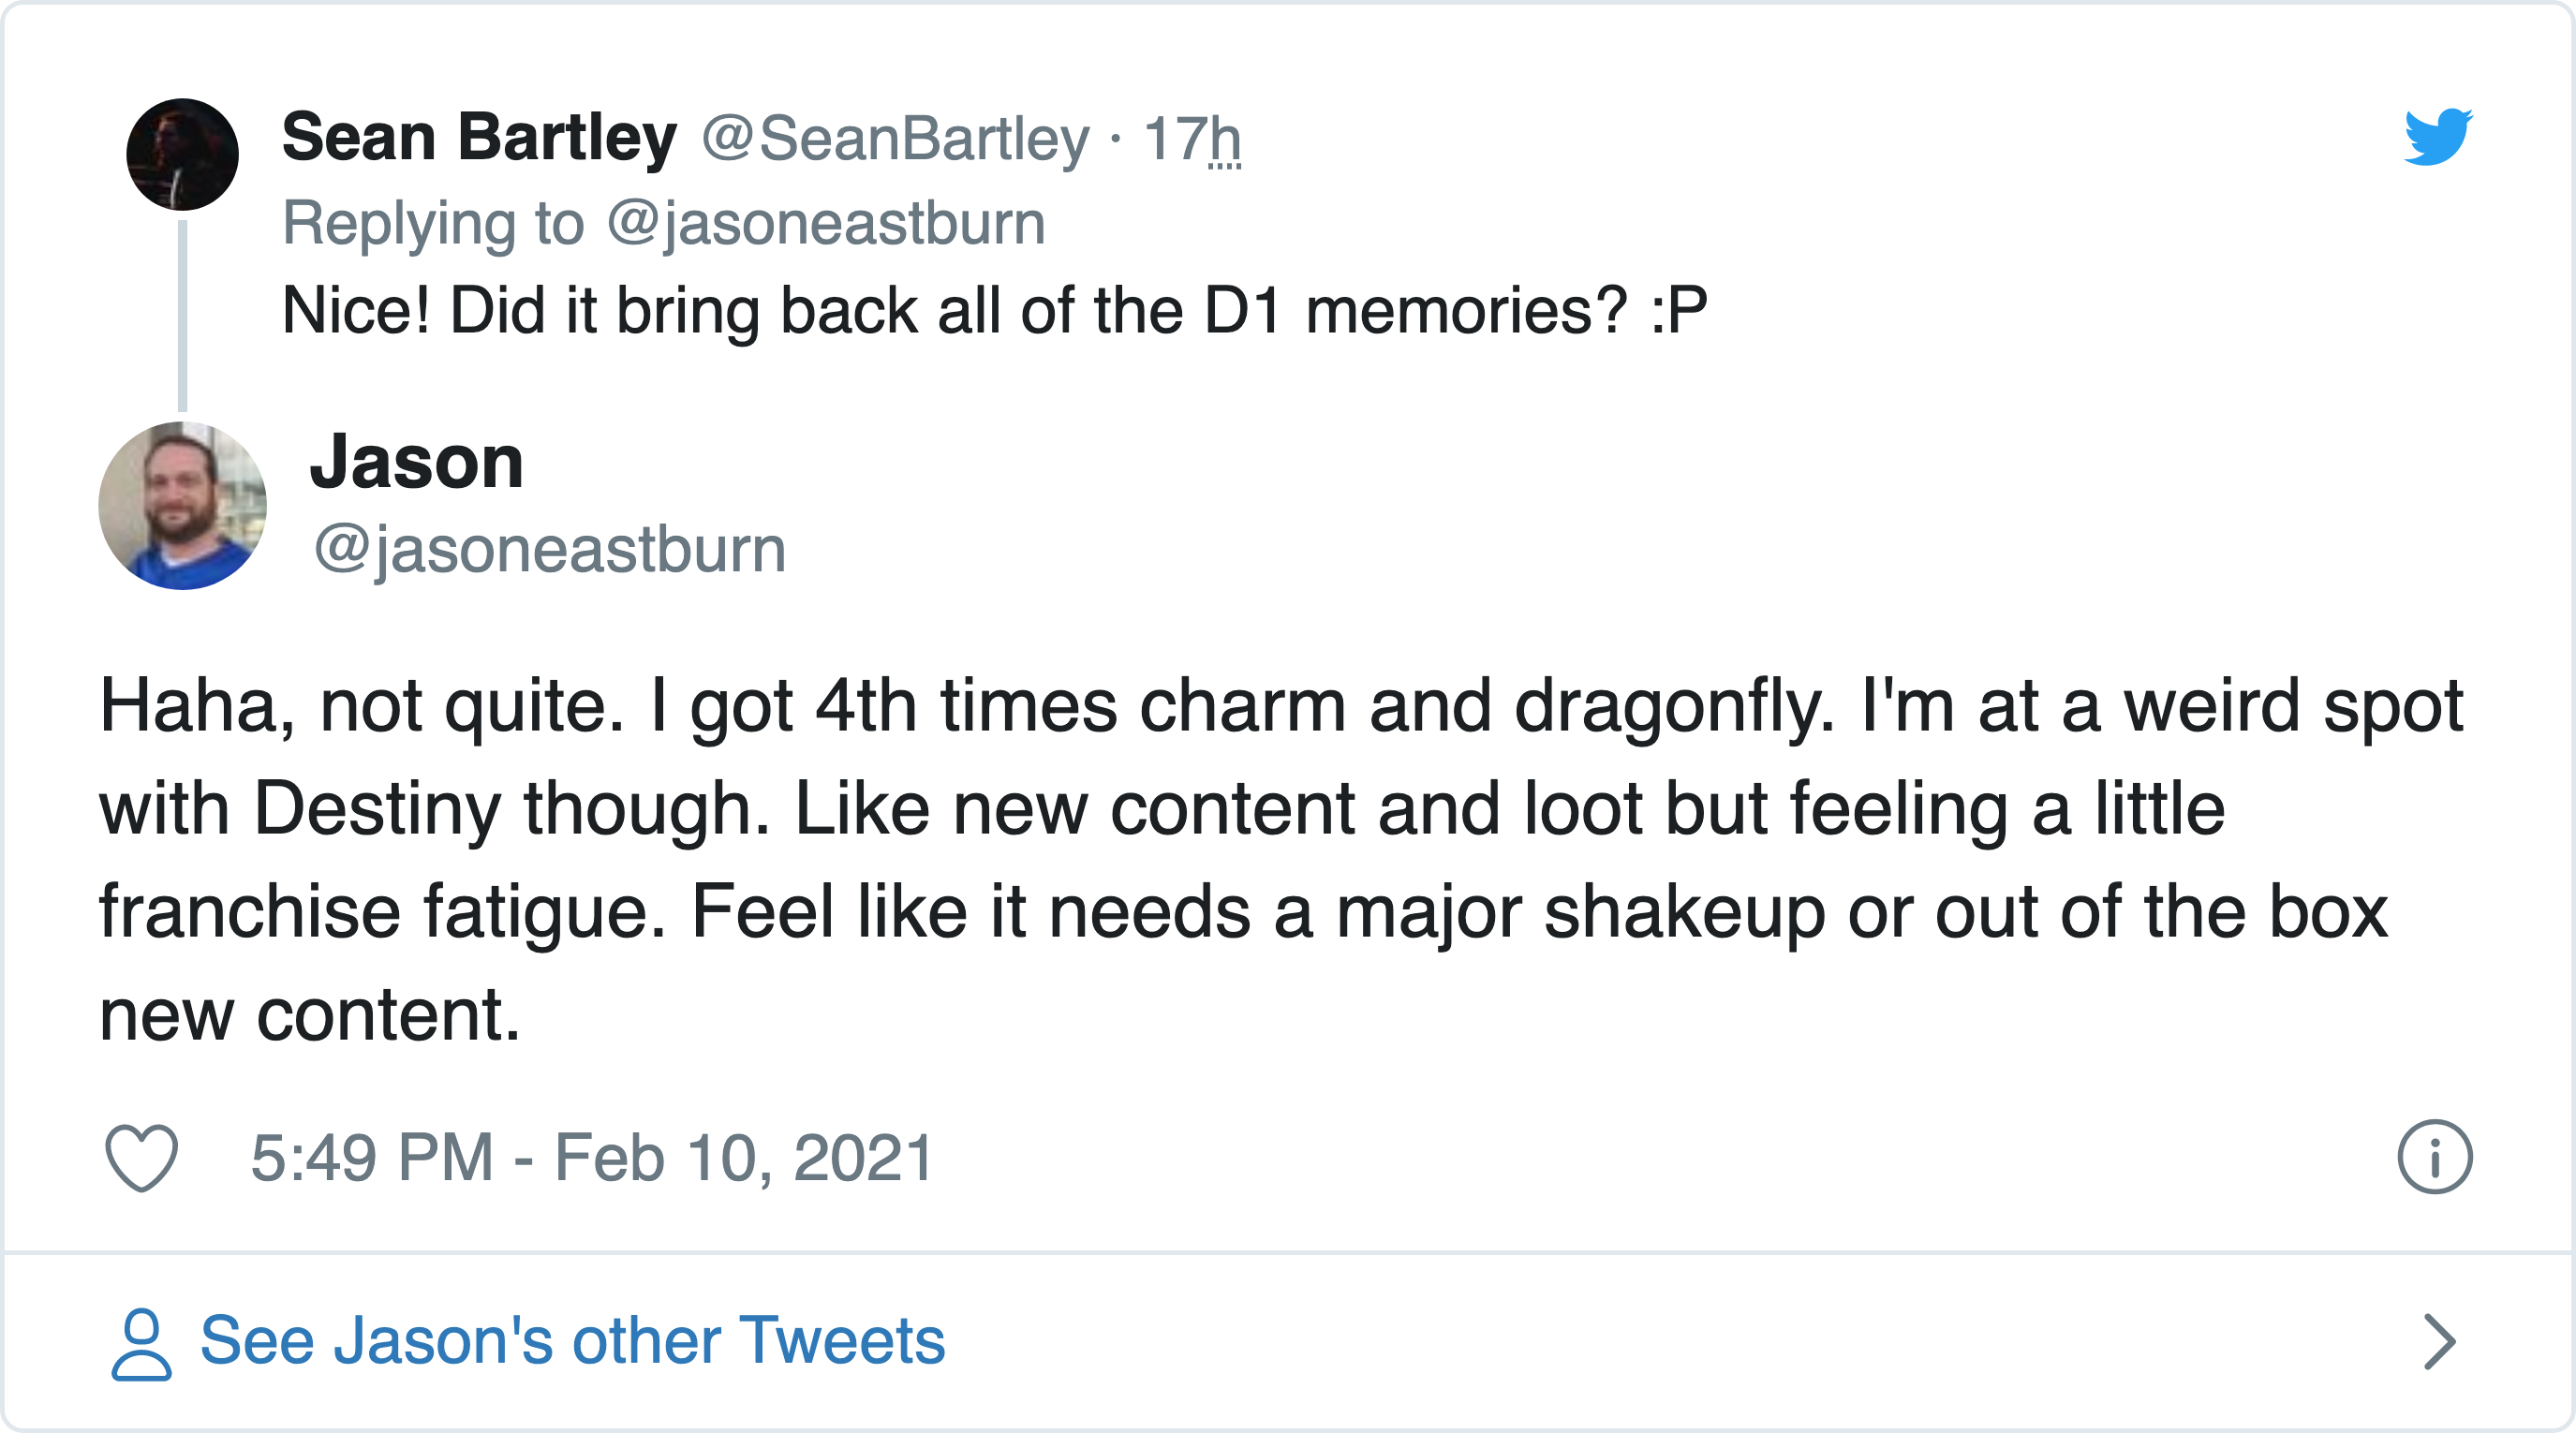 Sean Bartley @SeanBartley · 17h
Replying to @jasoneastburn
Nice! Did it bring back all of the D1 memories? :P
Jason
@jasoneastburn
Haha, not quite. I got 4th times charm and dragonfly. I'm at a weird spot
with Destiny though. Like new content and loot but feeling a little
franchise fatigue. Feel like it needs a major shakeup or out of the box
new content.
5:49 PM - Feb 10, 2021
See Jason's other Tweets